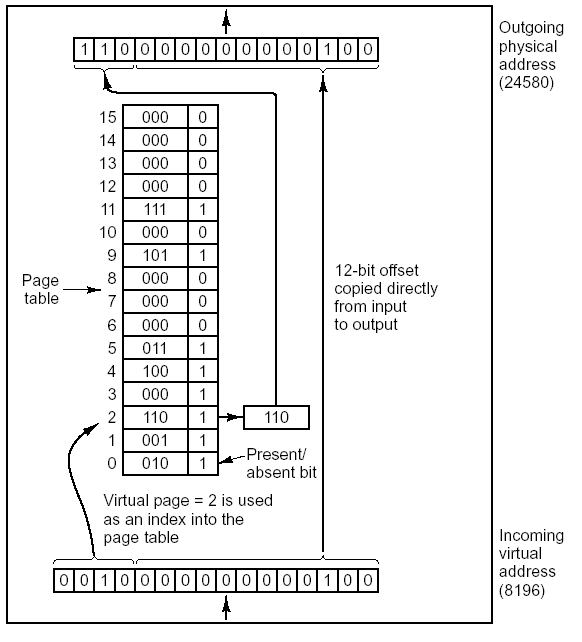 Outgoing
physical
address
(24580)
1 1 0 0 0 0 0 0 0 0 0 0 1 0 0
15 000 0
14 000 0
13 000 0
12 000 0
11 111 1
10 000 0
9 101 1
8 000 0
7 000 0
6 000 0
5 011 1
4 100 1
3 000 1
2 110 1 110
1 001 1
0 010 1
Page
table
12-bit offset
copied directly
from input
to output
Present/
absent bit
Virtual page = 2 is used
as an index into the
page table
0 0 1 0 0 0 0 0 0 0 0 0 0 1 0 0
Incoming
virtual
address
(8196)